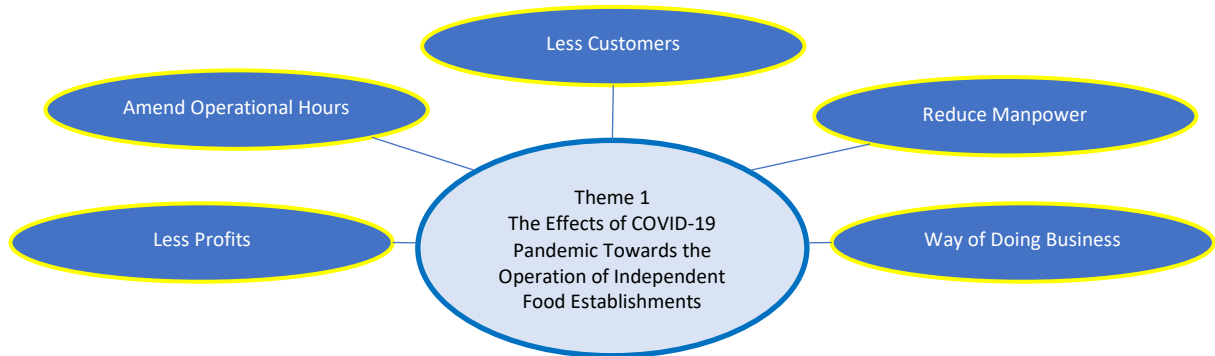 Less Customers
Amend Operational Hours
Reduce Manpower
Theme 1
The Effects of COVID-19
Pandemic Towards the
Operation of Independent
Food Establishments
Less Profits
Way of Doing Business